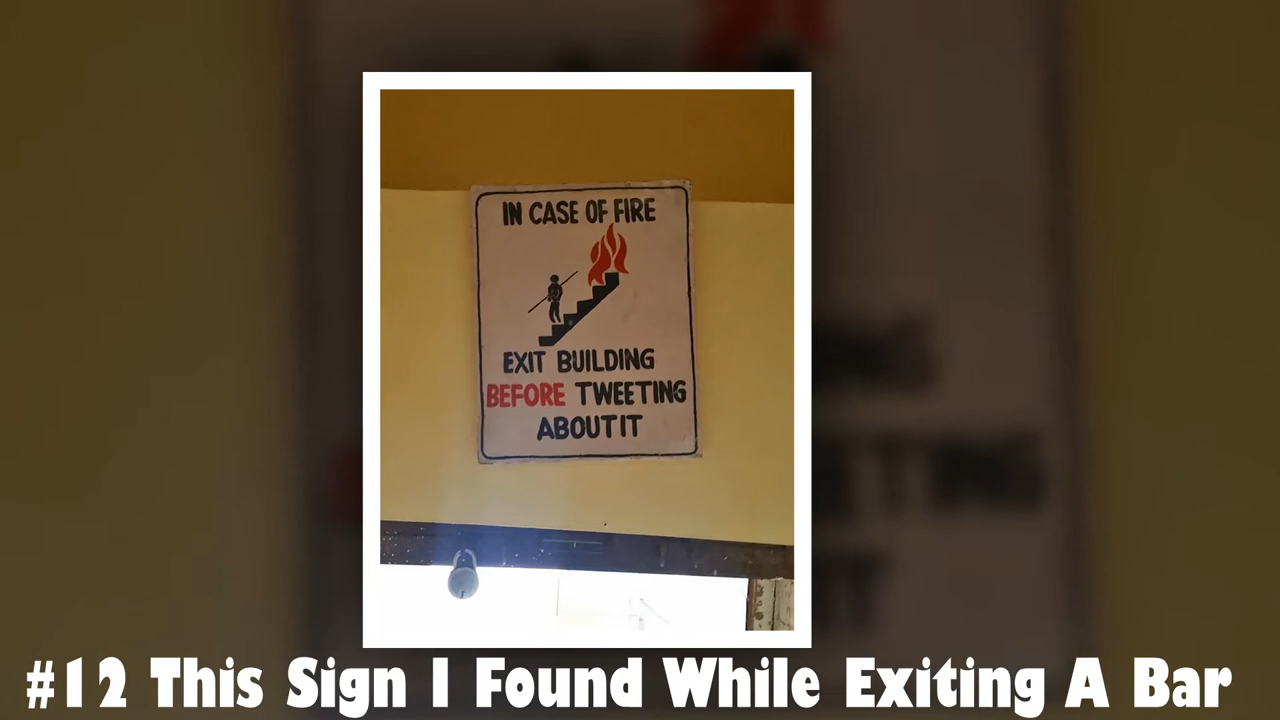 IN CASE OF FIRE
EXIT BUILDING
BEFORE TWEETING
ABOUT IT
#12 This Sign I Found While Exiting A Bar